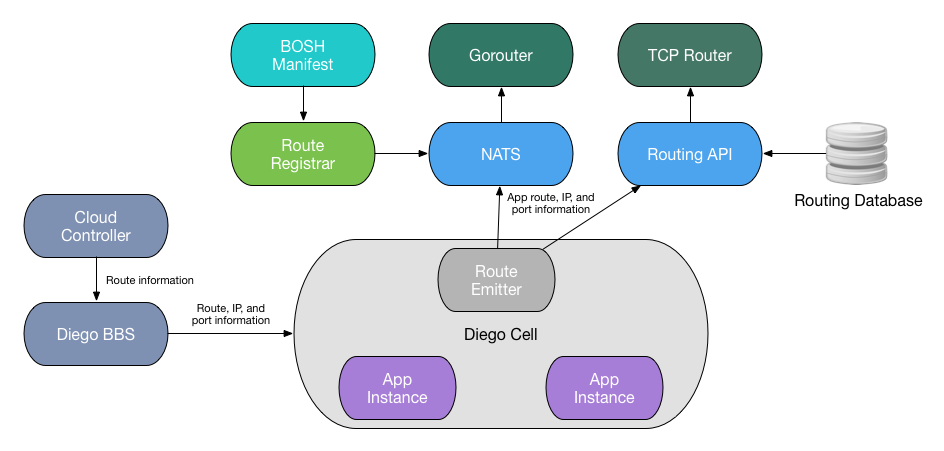 BOSH
Manifest
Gorouter
TCP Router
Route
Registrar
NATS
Routing API
Routing Database
App route, IP, and
port information
Cloud
Controller
Route information
Route
Emitter
Diego BBS
Route, IP, and
port information
Diego Cell
App
Instance
App
Instance